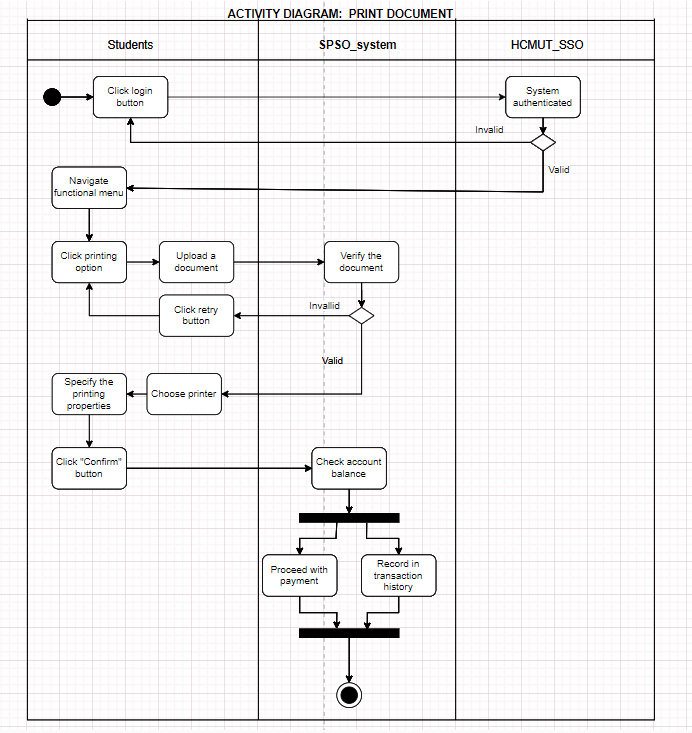 ACTIVITY DIAGRAM: PRINT DOCUMENT
Students
SPSO_system
HCMUT_SSO
Click login
button
System
authenticated
Invalid
Valid
Navigate
functional menu
Click printing
option
Upload a
document
Verify the
document
Invallid
Click retry
button
Valid
Specify the
printing
properties
Choose printer
Click "Confirm"
button
Check account
balance
Proceed with
payment
Record in
transaction
history